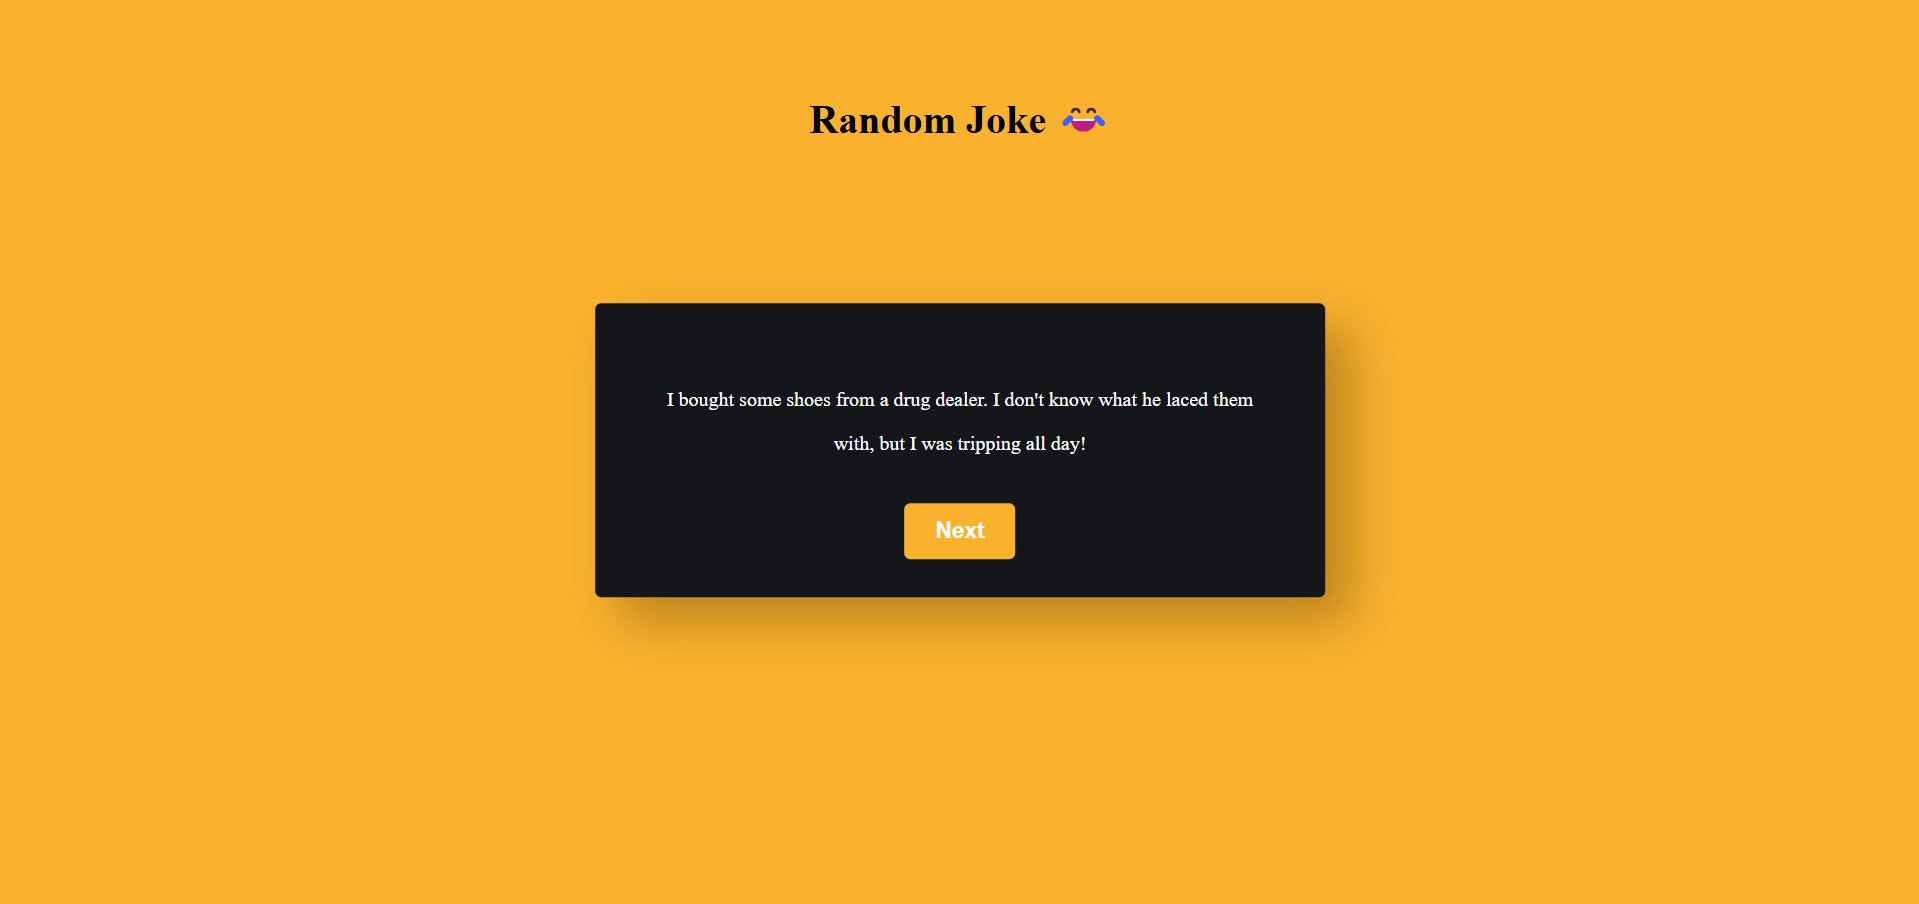 Random Joke 😂
I bought some shoes from a drug dealer. I don't know what he laced them
with, but I was tripping all day!
Next